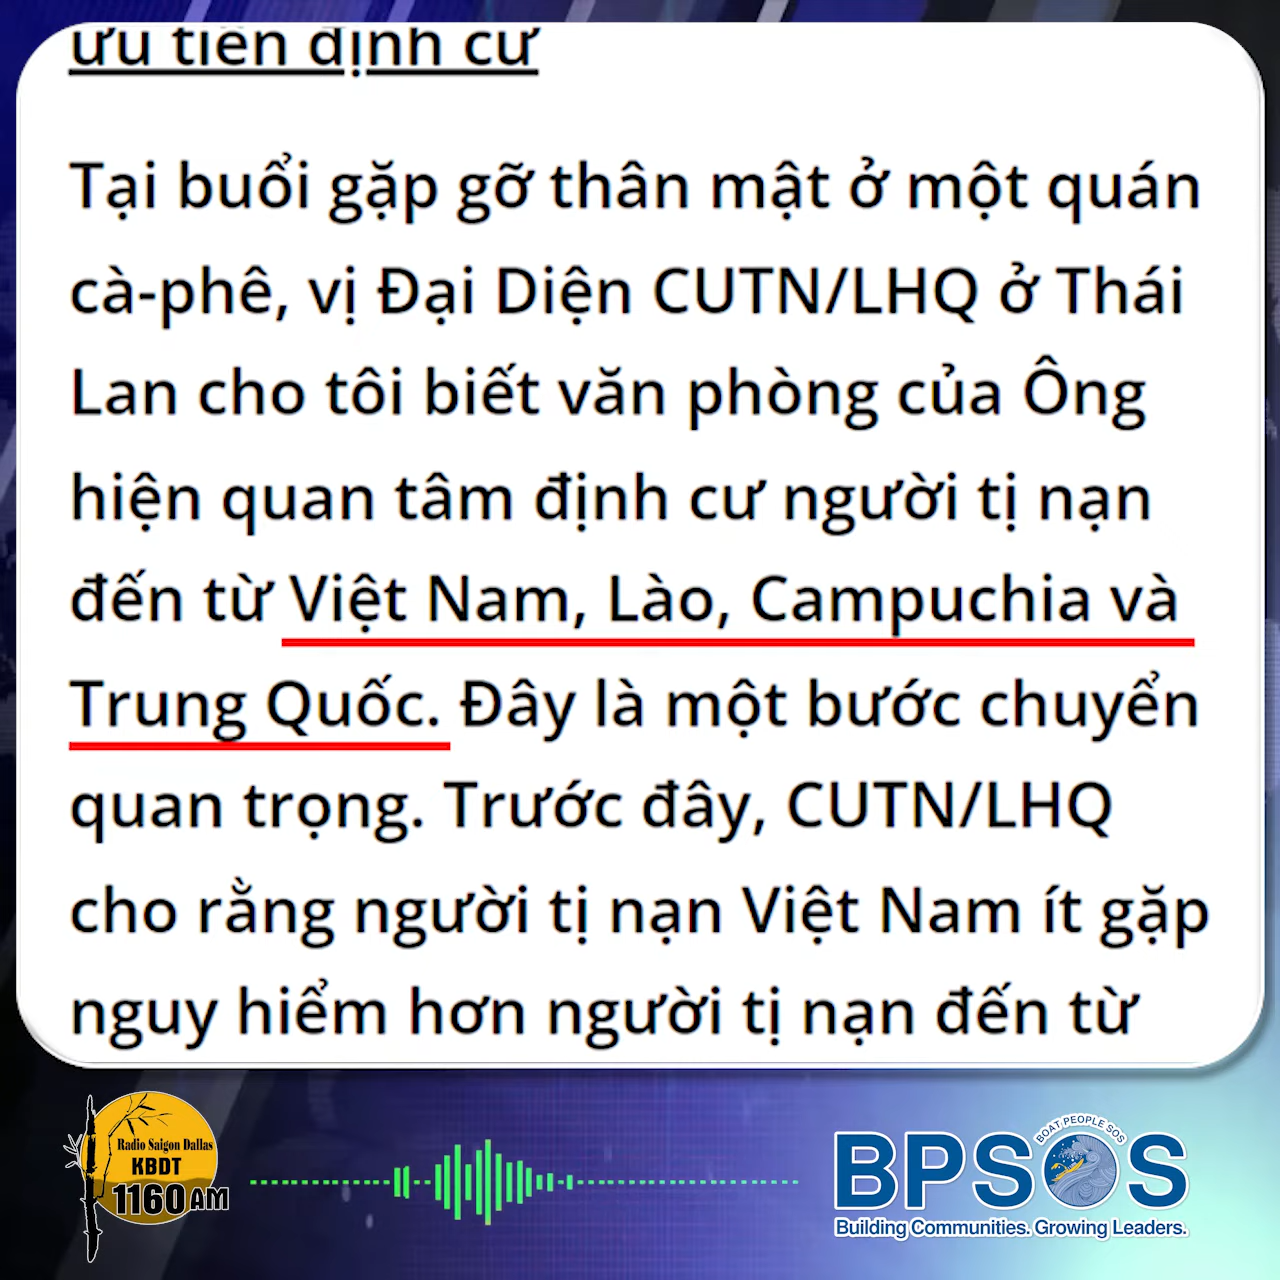 ưu tiên định cư
Tại buổi gặp gỡ thân mật ở một quán
cà-phê, vị Đại Diện CUTN/LHQ ở Thái
Lan cho tôi biết văn phòng của Ông
hiện quan tâm định cư người tị nạn
đến từ Việt Nam, Lào, Campuchia và
Trung Quốc. Đây là một bước chuyển
quan trọng. Trước đây, CUTN/LHQ
cho rằng người tị nạn Việt Nam ít gặp
nguy hiểm hơn người tị nạn đến từ
Radio Saigon Dallas
KBDT
1160 AM
BOAT PEOPLE SOS
BPSOS
Building Communities. Growing Leaders.